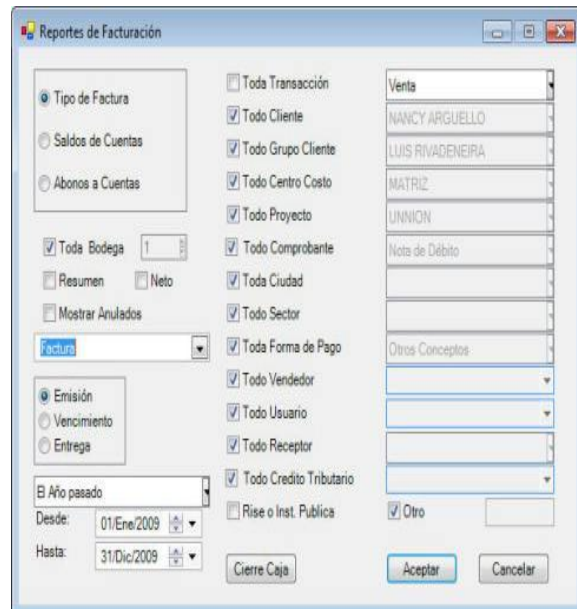 Reportes de Facturación
Tipo de Factura
Saldos de Cuentas
Abonos a Cuentas
Toda Bodega 1
Resumen Neto
Mostrar Anulados
Factura
Emisión
Vencimiento
Entrega
El Año pasado
Desde: 01/Ene/2009
Hasta: 31/Dic/2009
Toda Transacción Venta
Todo Cliente NANCY ARGUELLO
Todo Grupo Cliente LUIS RIVADENEIRA
Todo Centro Costo MATRIZ
Todo Proyecto UNNION
Todo Comprobante Nota de Débito
Toda Ciudad
Todo Sector
Toda Forma de Pago Otros Conceptos
Todo Vendedor
Todo Usuario
Todo Receptor
Todo Credito Tributario
Rise o Inst. Publica Otro
Cierre Caja Aceptar Cancelar